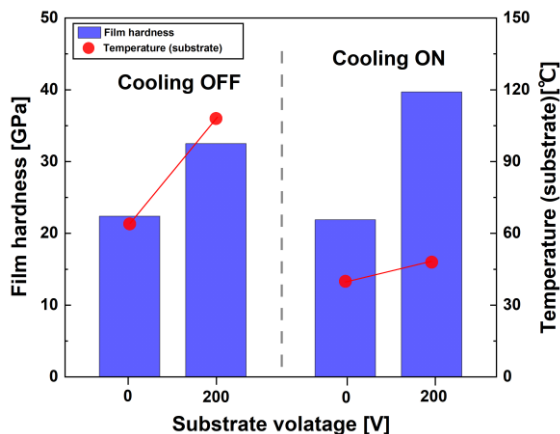 Film hardness
Temperature (substrate)
Cooling OFF
Cooling ON
Film hardness [GPa]
50
40
30
20
10
0
150
120
90
60
30
0
Temperature (substrate)[℃]
0
200
0
200
Substrate volatage [V]